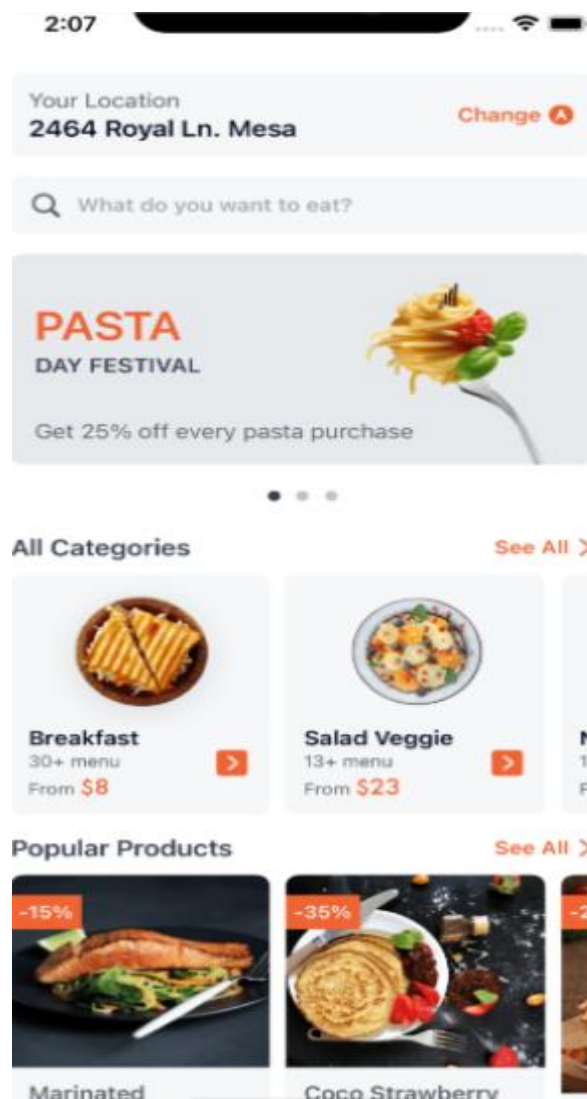 2:07
Your Location
2464 Royal Ln. Mesa
Change
What do you want to eat?
PASTA
DAY FESTIVAL
Get 25% off every pasta purchase
All Categories
See All
Breakfast
30+ menu
From $8
Salad Veggie
13+ menu
From $23
Popular Products
See All
-15%
-35%
Marinated
Coco Strawberry